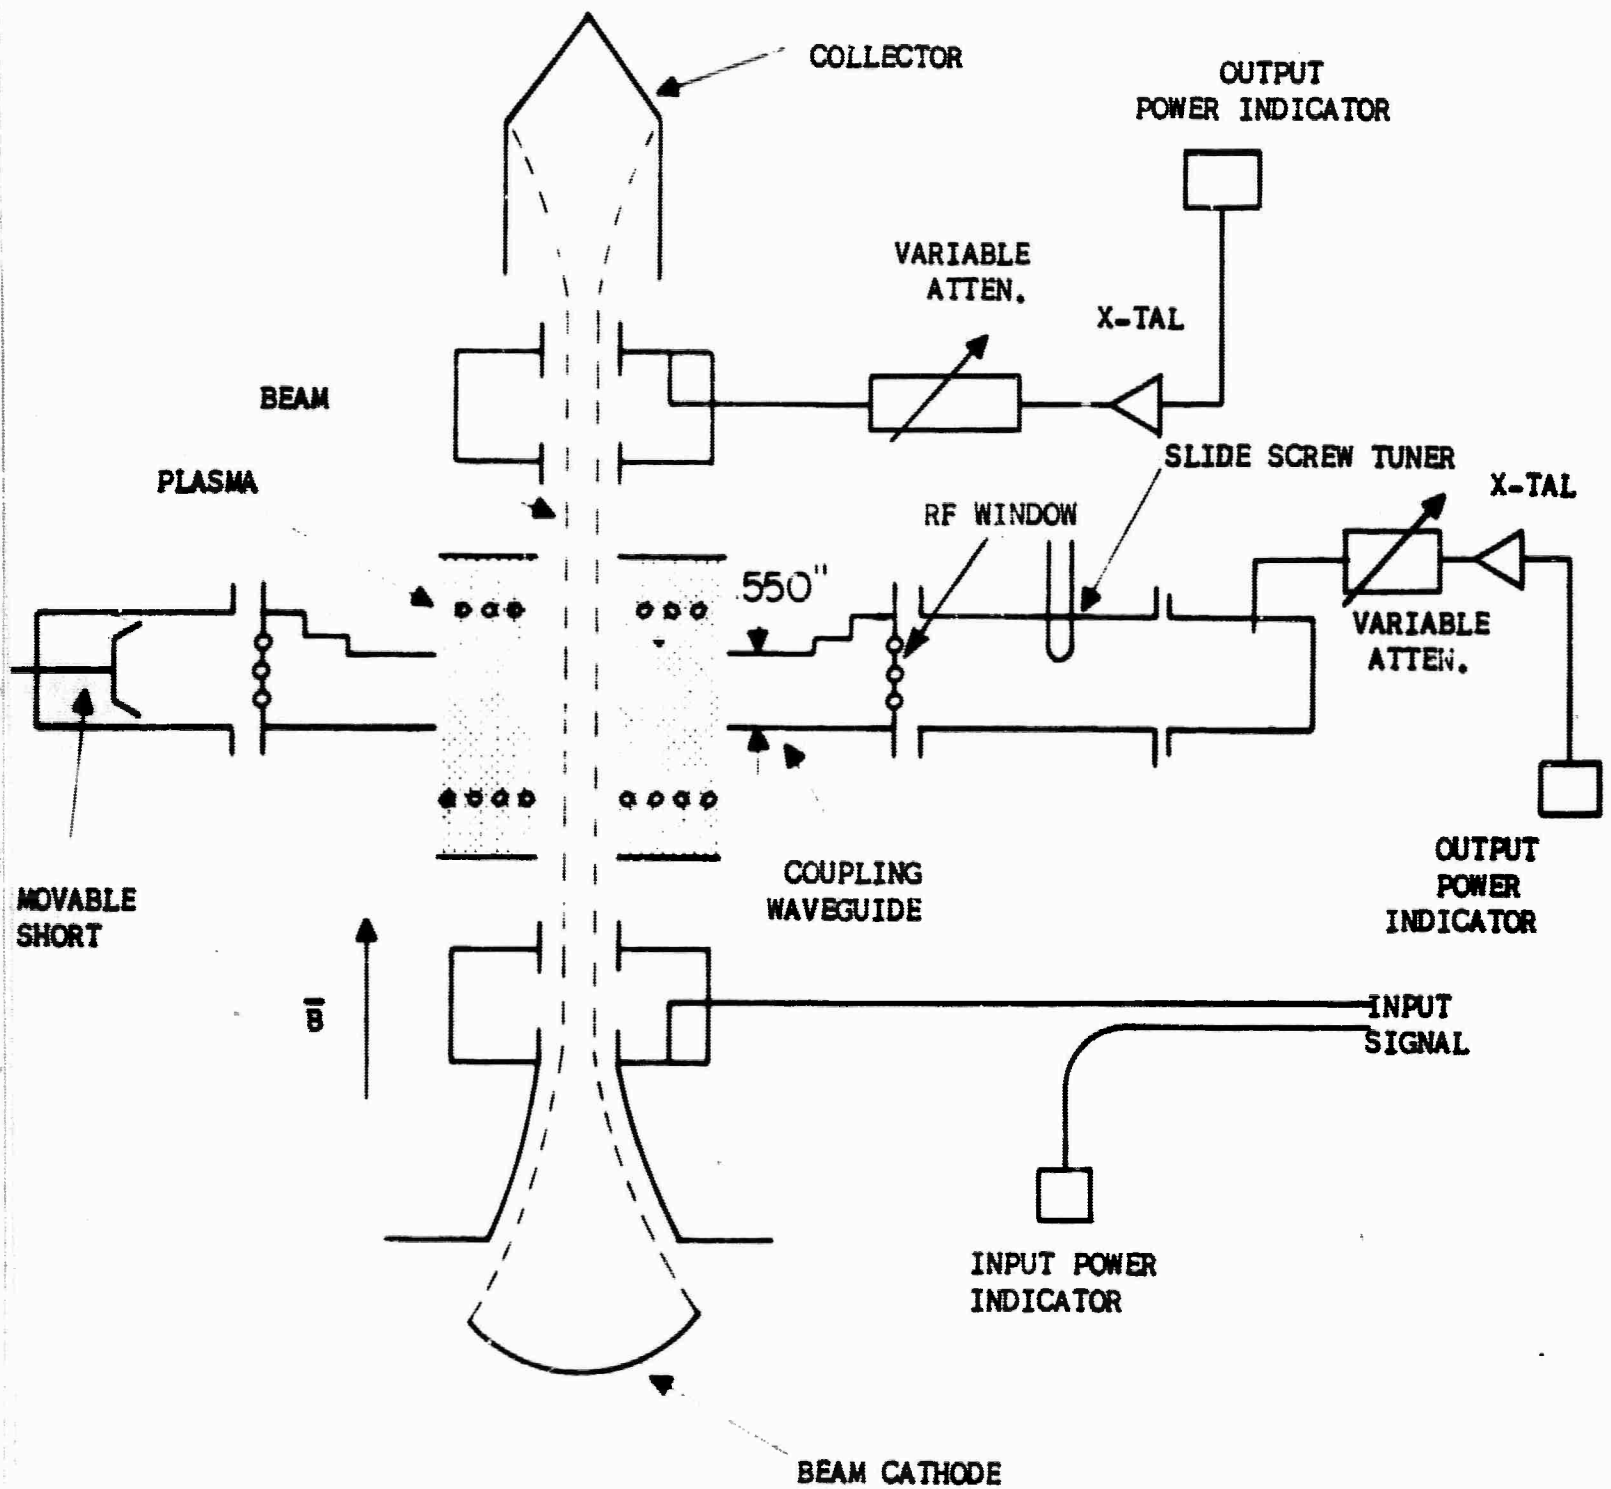 COLLECTOR
OUTPUT
POWER INDICATOR
VARIABLE
ATTEN.
X-TAL
BEAM
SLIDE SCREW TUNER
PLASMA
X-TAL
RF WINDOW
.550"
VARIABLE
ATTEN.
OUTPUT
POWER
INDICATOR
COUPLING
WAVEGUIDE
MOVABLE
SHORT
B
INPUT
SIGNAL
INPUT POWER
INDICATOR
BEAM CATHODE